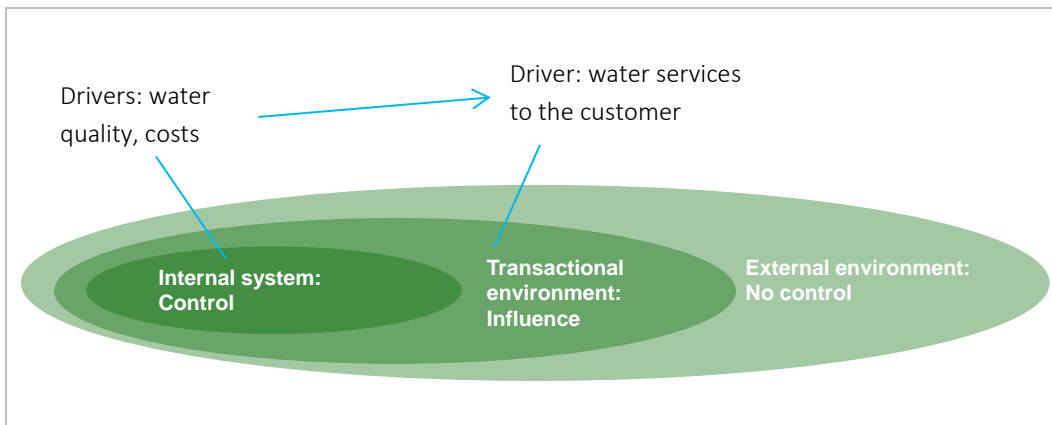 Drivers: water
quality, costs
Driver: water services
to the customer
Internal system:
Control
Transactional
environment:
Influence
External environment:
No control